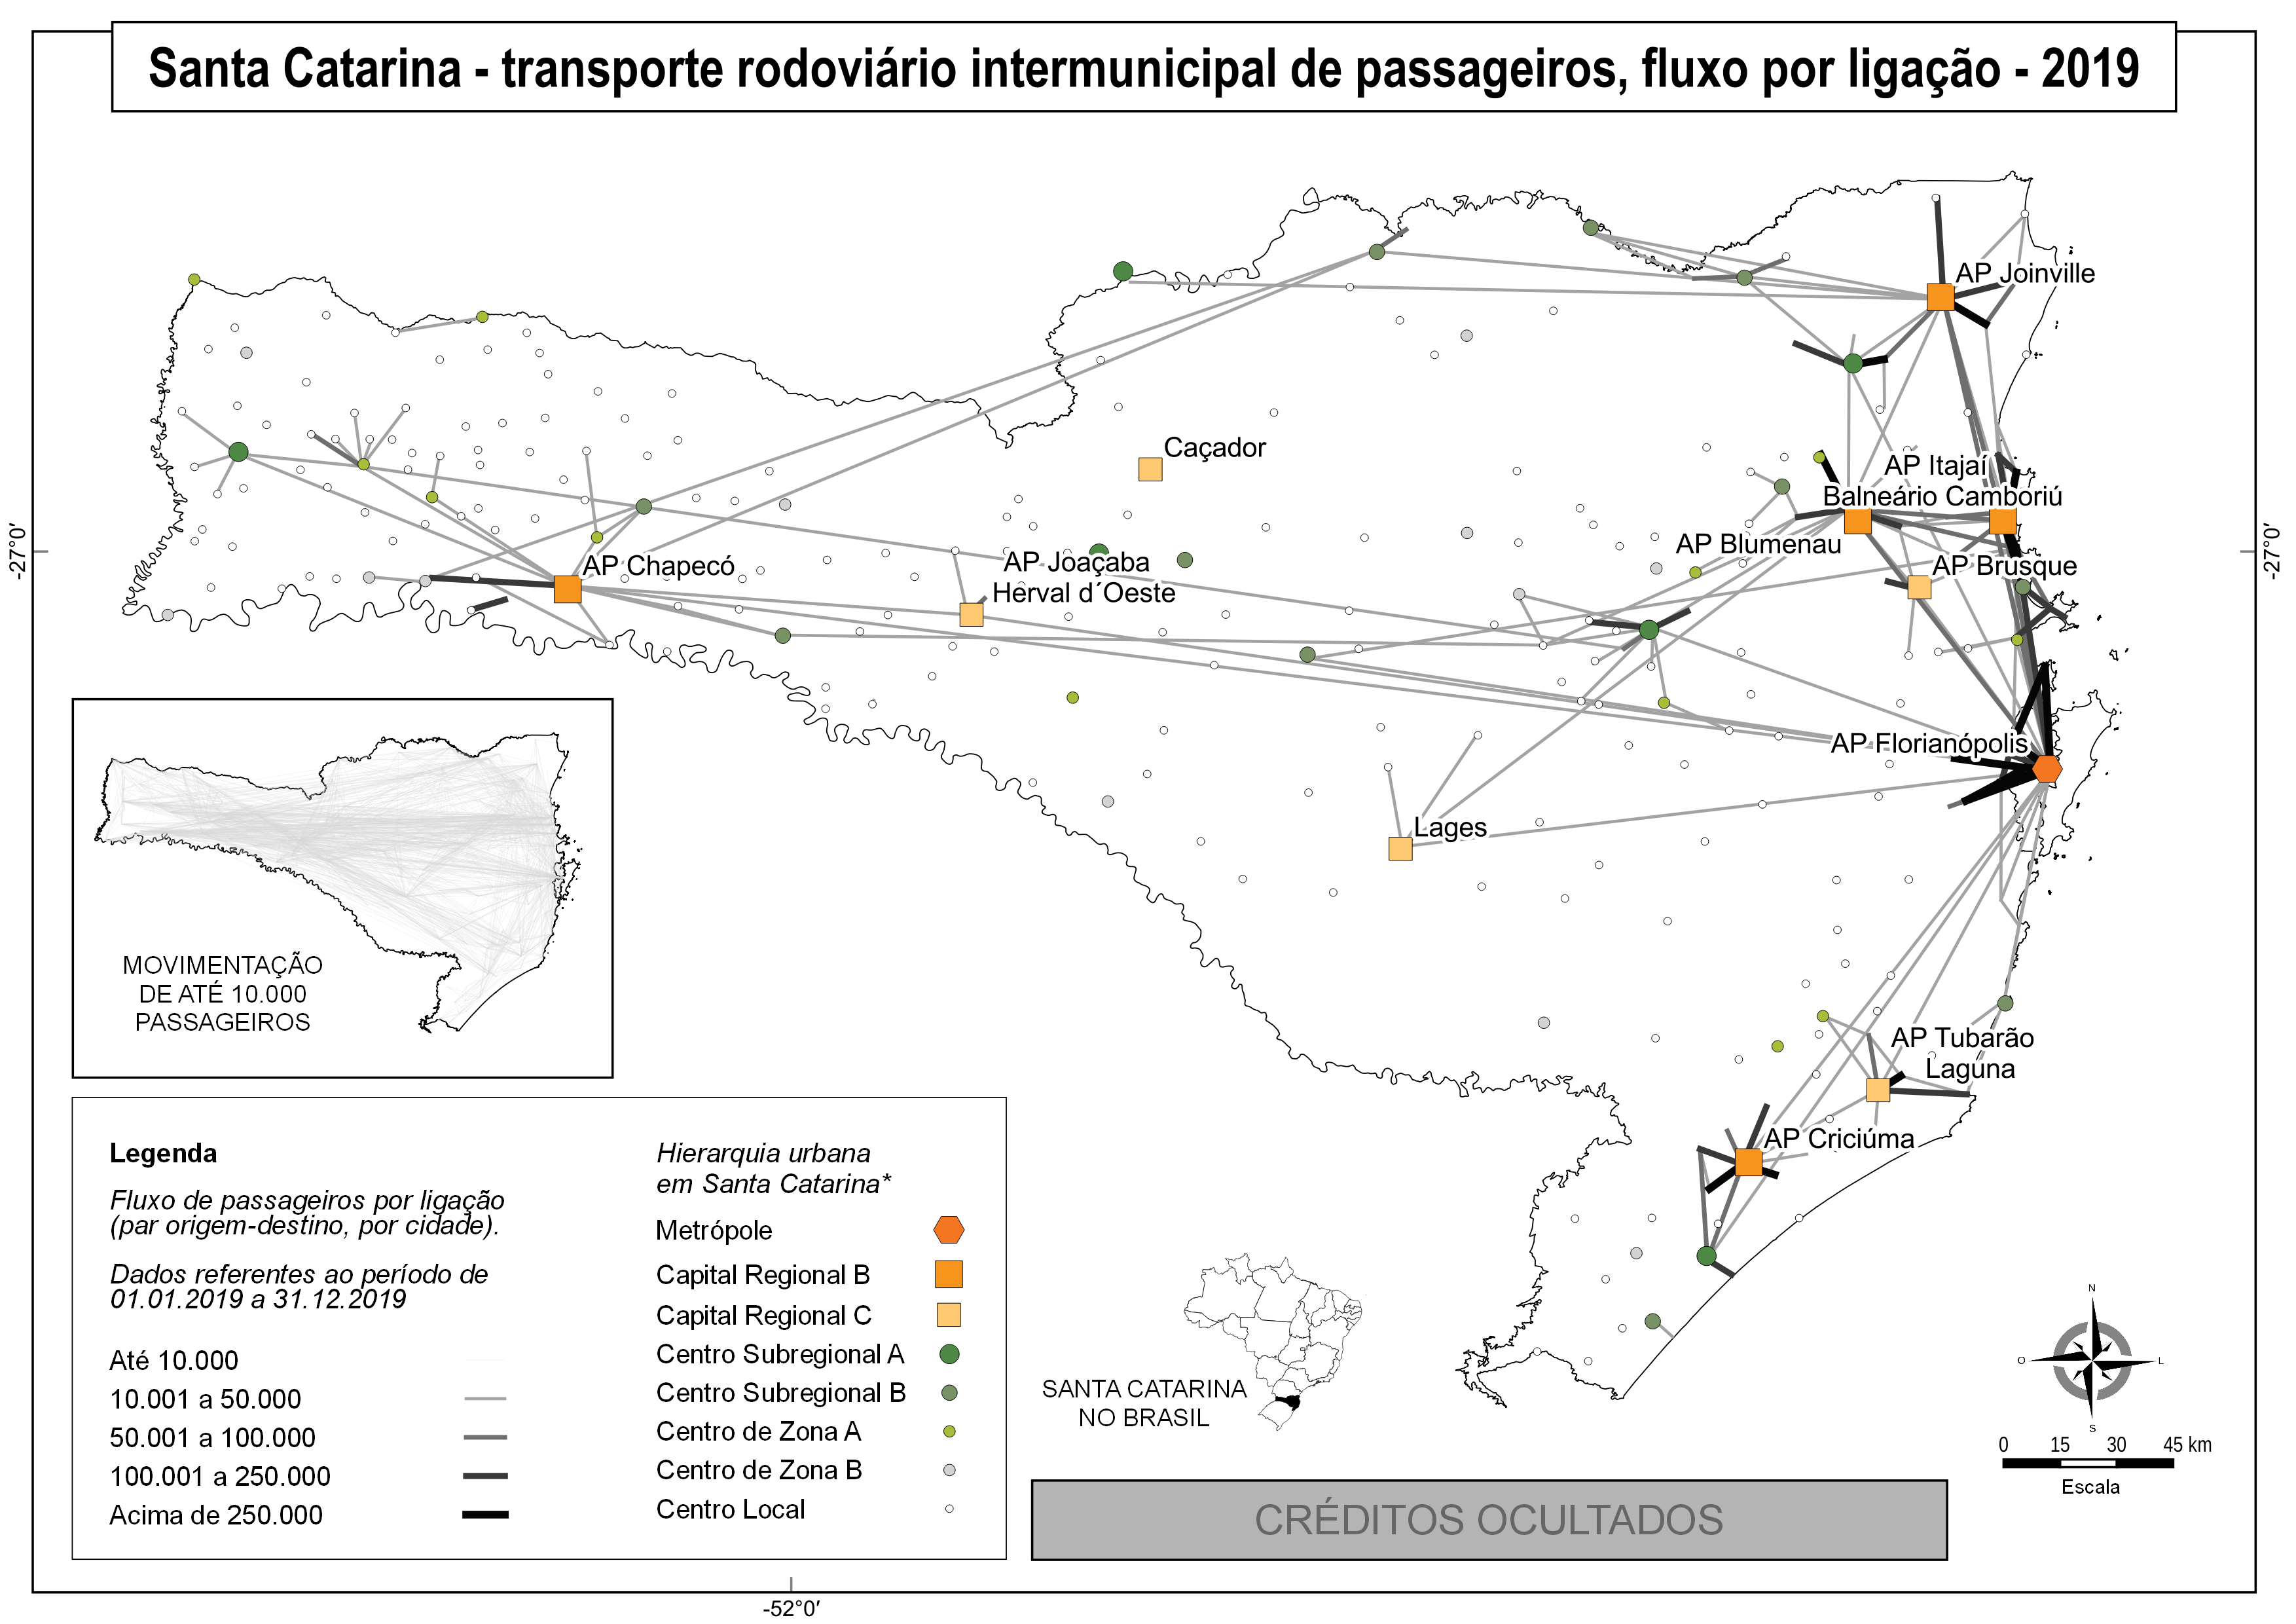 Santa Catarina - transporte rodoviário intermunicipal de passageiros, fluxo por ligação - 2019
AP Joinville
Caçador
AP Itajaí
Balneário Camboriú
AP Blumenau
AP Brusque
AP Chapecó
AP Joaçaba
Herval d´Oeste
AP Florianópolis
Lages
AP Tubarão
Laguna
AP Criciúma
-27°0′
-27°0′
-52°0′
MOVIMENTAÇÃO
DE ATÉ 10.000
PASSAGEIROS
Legenda
Fluxo de passageiros por ligação
(par origem-destino, por cidade).
Dados referentes ao período de
01.01.2019 a 31.12.2019
Até 10.000
10.001 a 50.000
50.001 a 100.000
100.001 a 250.000
Acima de 250.000
Hierarquia urbana
em Santa Catarina*
Metrópole
Capital Regional B
Capital Regional C
Centro Subregional A
Centro Subregional B
Centro de Zona A
Centro de Zona B
Centro Local
SANTA CATARINA
NO BRASIL
CRÉDITOS OCULTADOS
N
O
L
S
0 15 30 45 km
Escala